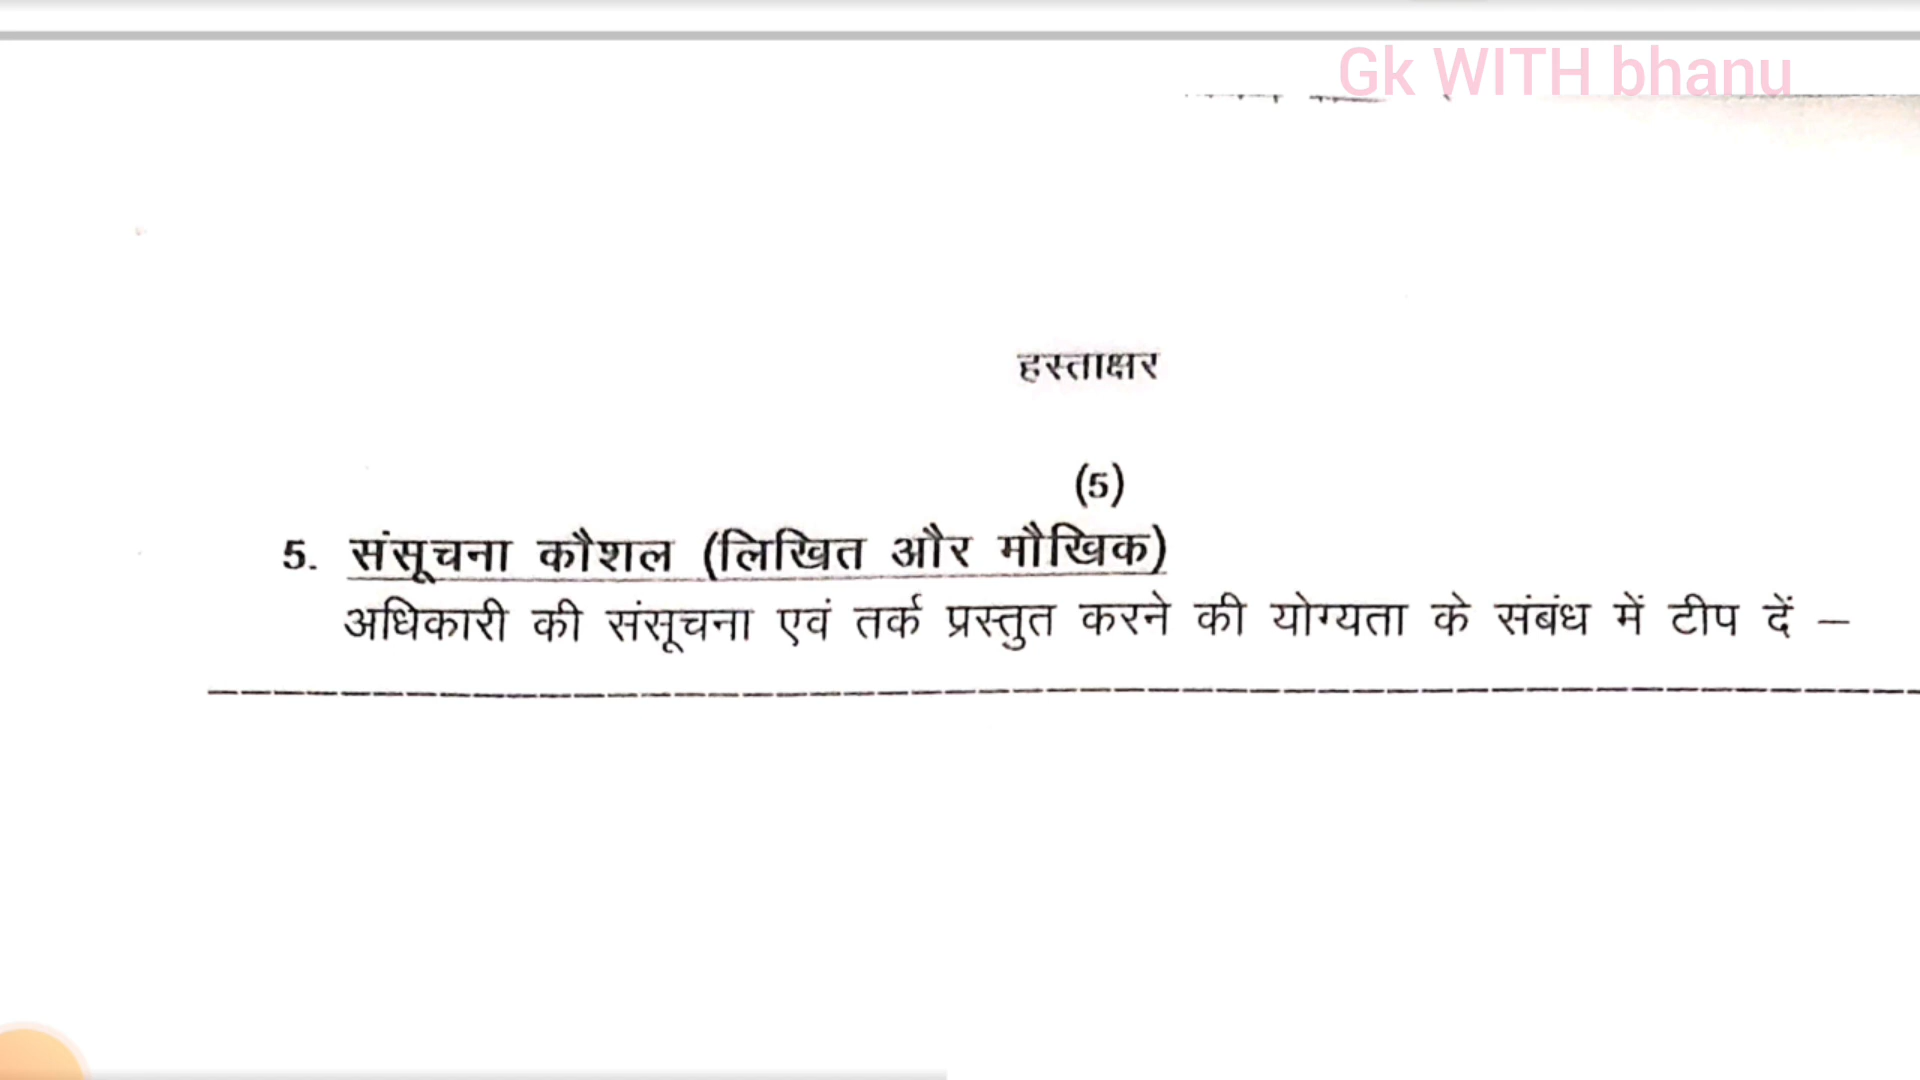 Gk WITH bhanu
हस्ताक्षर
(5)
5. संसूचना कौशल (लिखित और मौखिक)
अधिकारी की संसूचना एवं तर्क प्रस्तुत करने की योग्यता के संबंध में टीप दें –